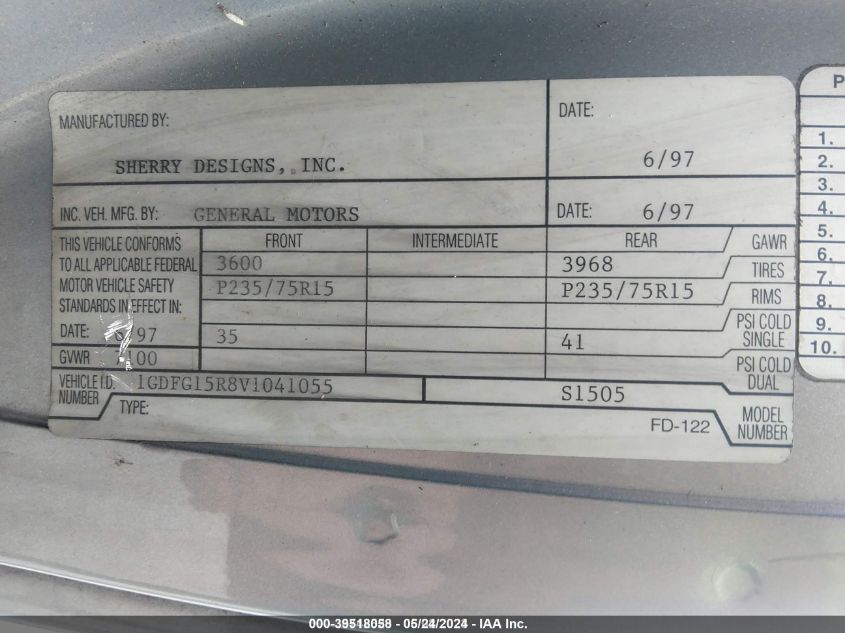 MANUFACTURED BY: DATE:
SHERRY DESIGNS, INC. 6/97
INC. VEH. MFG. BY: GENERAL MOTORS DATE: 6/97
THIS VEHICLE CONFORMS FRONT INTERMEDIATE REAR GAWR
TO ALL APPLICABLE FEDERAL 3600 3968 TIRES
MOTOR VEHICLE SAFETY P235/75R15 P235/75R15 RIMS
STANDARDS IN EFFECT IN:
PSI COLD SINGLE
DATE: 6/97 35 41
GVWR 100
PSI COLD DUAL
VEHICLE I.D. NUMBER 1GDFG15R8V1041055 S1505
TYPE: FD-122 MODEL NUMBER
P
1.
2.
3.
4.
5.
6.
7.
8.
9.
10.
000-39518058 - 05/24/2024 - IAA Inc.